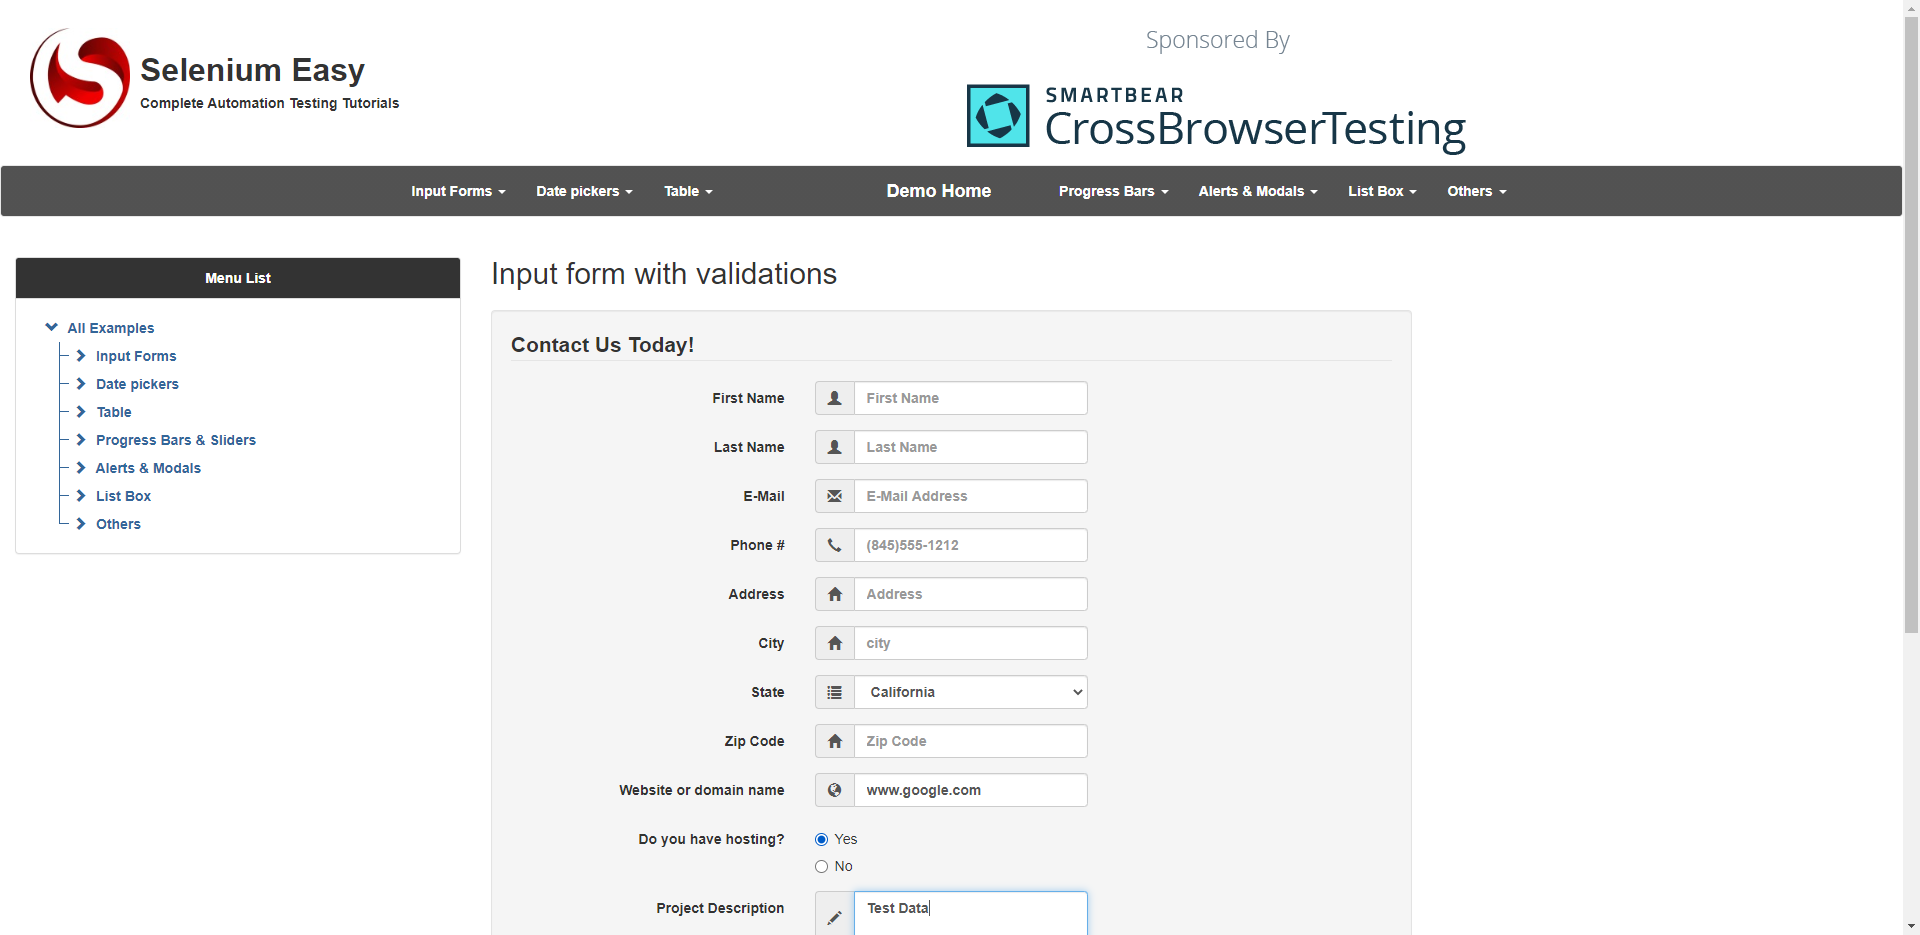 Selenium Easy
Complete Automation Testing Tutorials
Sponsored By
SMARTBEAR
CrossBrowserTesting
Input Forms
Date pickers
Table
Demo Home
Progress Bars
Alerts & Modals
List Box
Others
Menu List
All Examples
Input Forms
Date pickers
Table
Progress Bars & Sliders
Alerts & Modals
List Box
Others
Input form with validations
Contact Us Today!
First Name First Name
Last Name Last Name
E-Mail E-Mail Address
Phone # (845)555-1212
Address Address
City city
State California
Zip Code Zip Code
Website or domain name www.google.com
Do you have hosting? Yes
No
Project Description Test Data